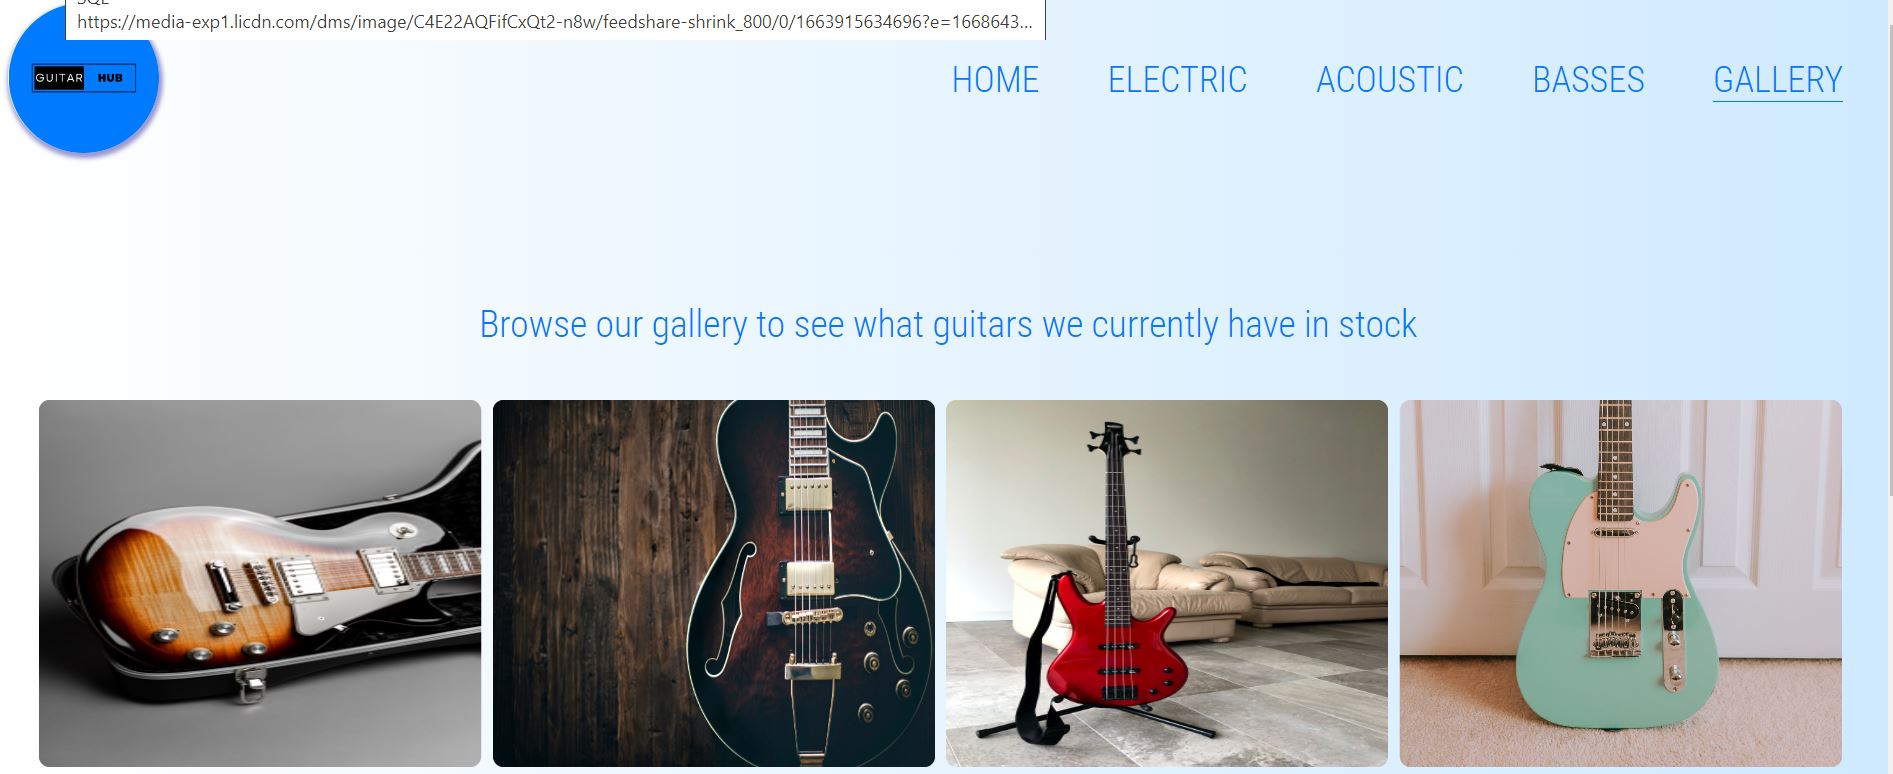 SQL
https://media-exp1.licdn.com/dms/image/C4E22AQFifCxQt2-n8w/feedshare-shrink_800/0/1663915634696?e=1668643...
GUITAR HUB
HOME ELECTRIC ACOUSTIC BASSES GALLERY
Browse our gallery to see what guitars we currently have in stock